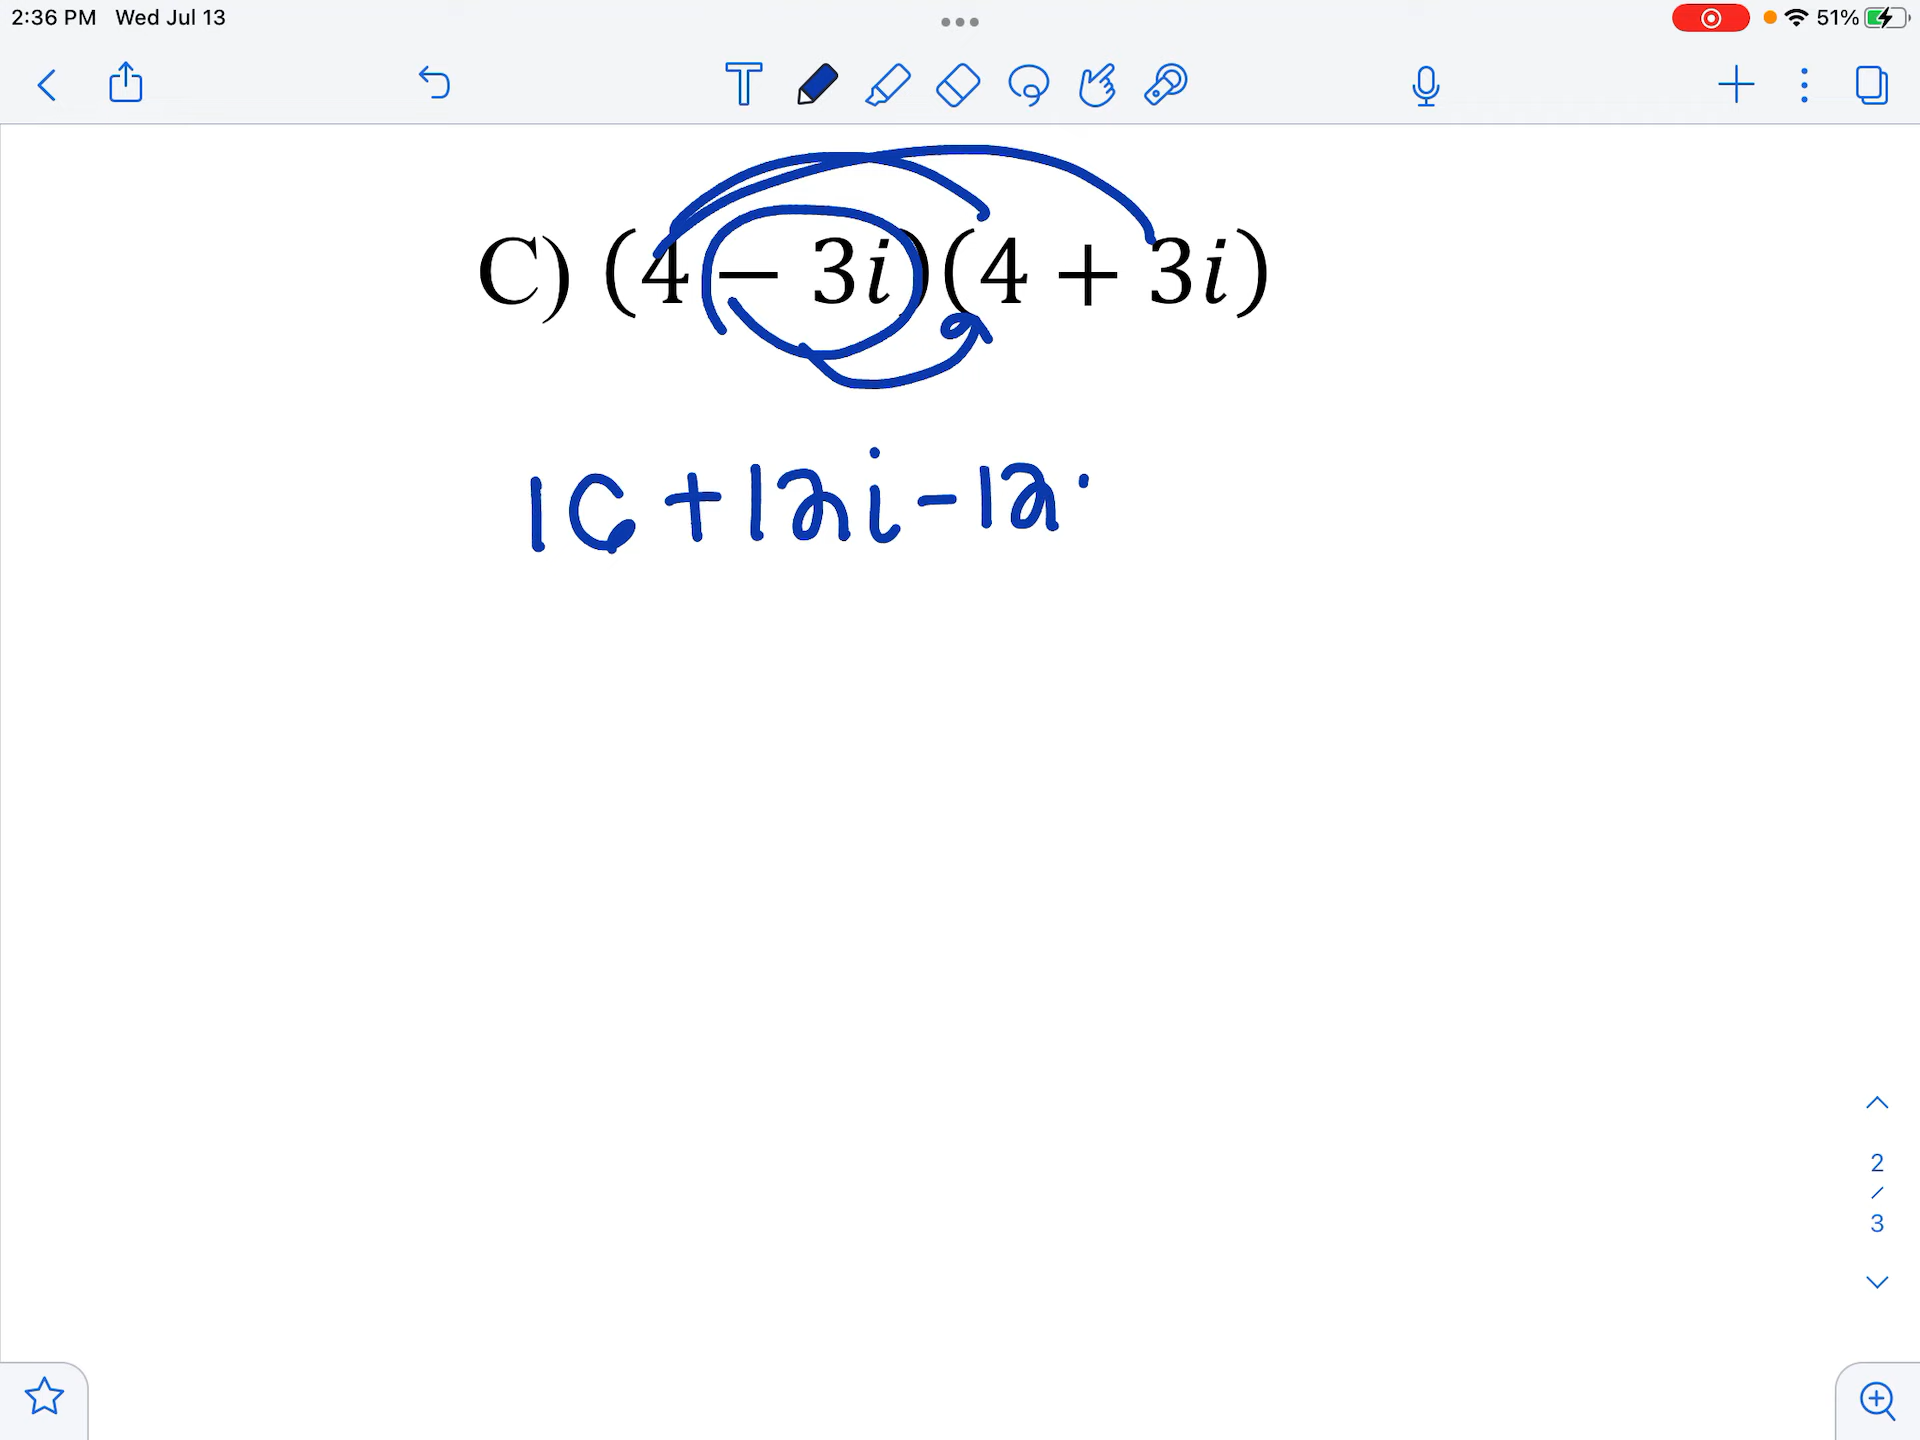 2:36 PM Wed Jul 13
51%
T
C) (4 − 3i)(4 + 3i)
16 +12i -12
2
/
3